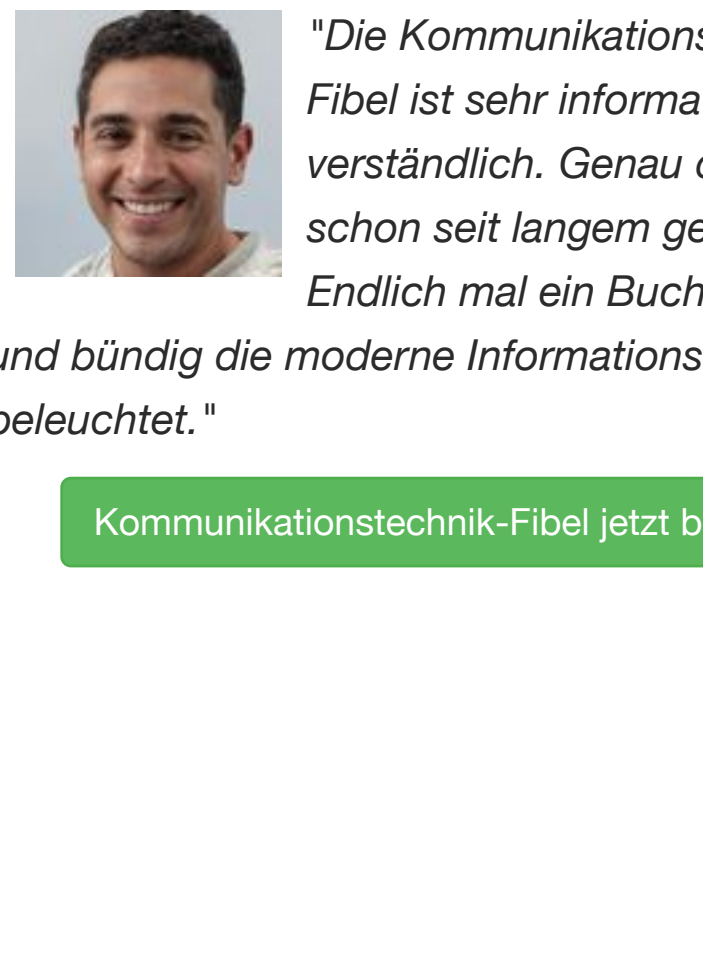 "Die Kommunikations
Fibel ist sehr informa
verständlich. Genau
schon seit langem ge
Endlich mal ein Buch
und bündig die moderne Informations
beleuchtet."
Kommunikationstechnik-Fibel jetzt b